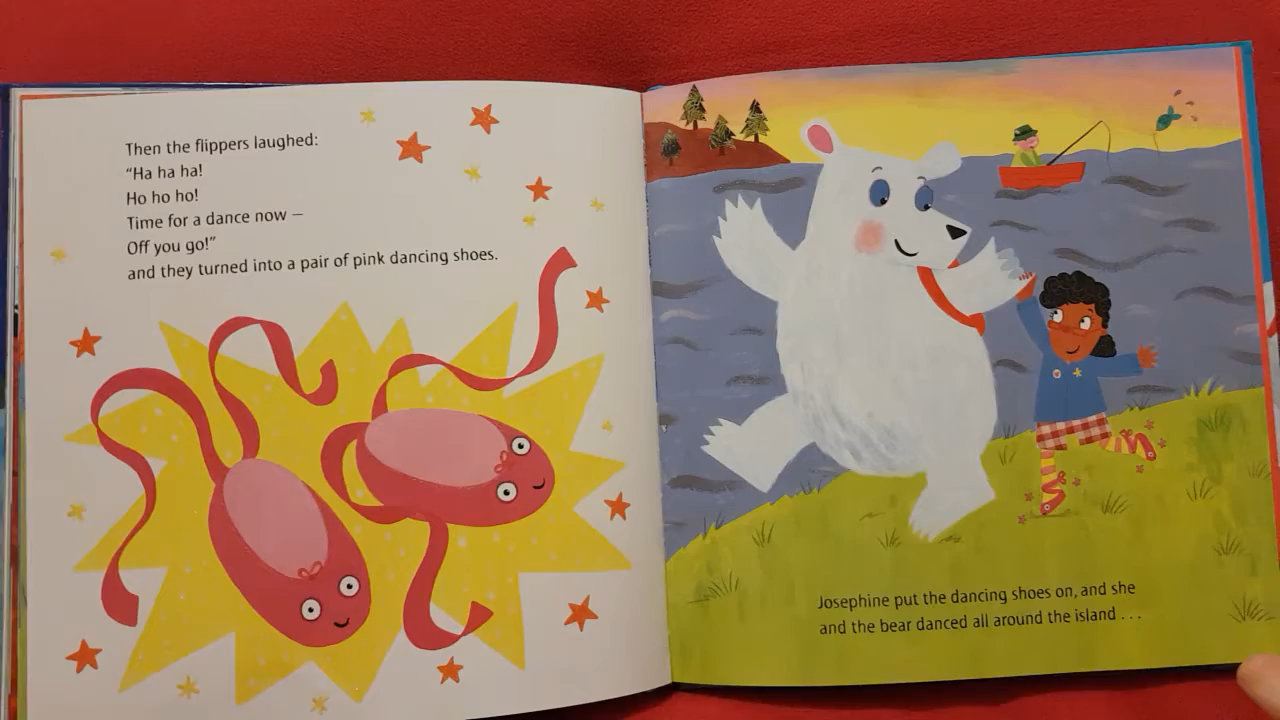 Then the flippers laughed:
“Ha ha ha!
Ho ho ho!
Time for a dance now –
Off you go!”
and they turned into a pair of pink dancing shoes.
Josephine put the dancing shoes on, and she
and the bear danced all around the island . . .